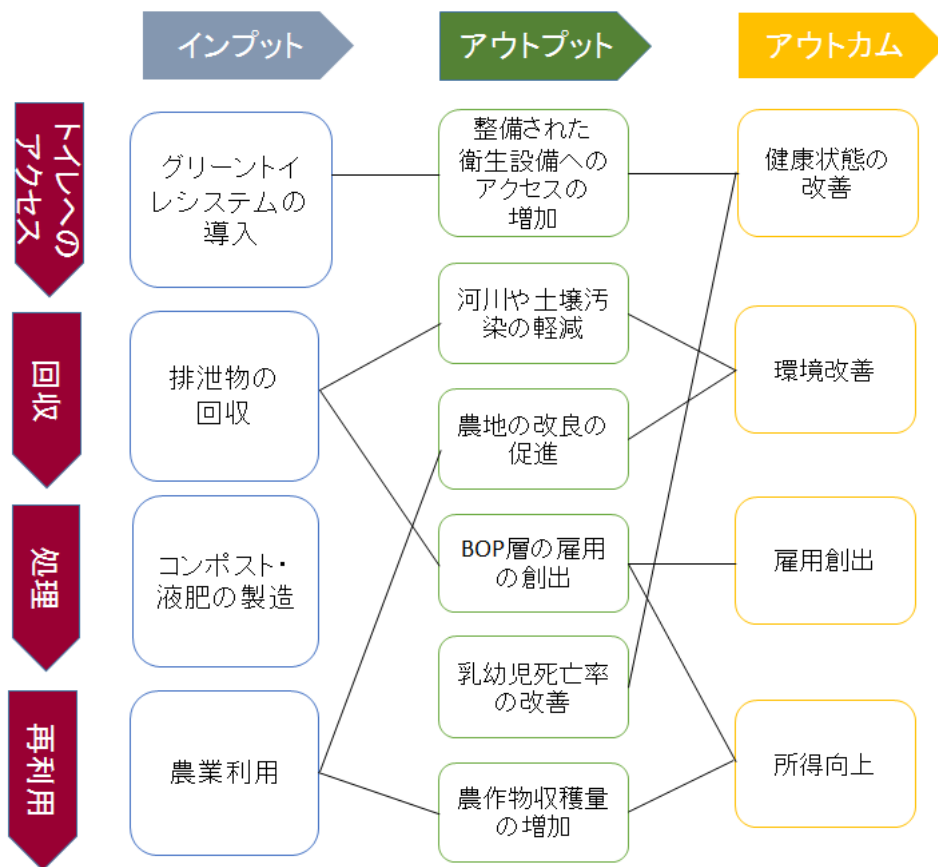 インプット
アウトプット
アウトカム
トイレへの
アクセス
グリーントイ
レシステムの
導入
整備された
衛生設備への
アクセスの
増加
健康状態の
改善
回収
排泄物の
回収
河川や土壌汚
染の軽減
農地の改良の
促進
環境改善
処理
コンポスト・
液肥の製造
BOP層の雇用
の創出
雇用創出
乳幼児死亡率
の改善
再利用
農業利用
農作物収穫量
の増加
所得向上